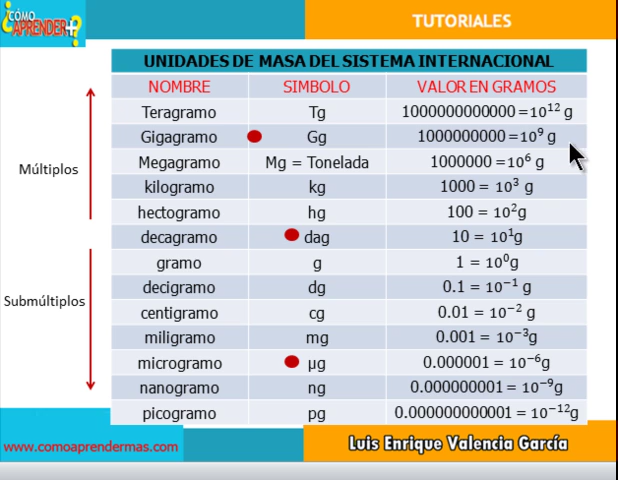 ¿CÓMO
APRENDER+?
TUTORIALES
UNIDADES DE MASA DEL SISTEMA INTERNACIONAL
NOMBRE SIMBOLO VALOR EN GRAMOS
Teragramo Tg 1000000000000 =10¹² g
Gigagramo Gg 1000000000 =10⁹ g
Megagramo Mg = Tonelada 1000000 =10⁶ g
Múltiplos
kilogramo kg 1000 = 10³ g
hectogramo hg 100 = 10²g
decagramo dag 10 = 10¹g
gramo g 1 = 10⁰g
decigramo dg 0.1 = 10⁻¹ g
Submúltiplos
centigramo cg 0.01 = 10⁻² g
miligramo mg 0.001 = 10⁻³g
microgramo µg 0.000001 = 10⁻⁶g
nanogramo ng 0.000000001 = 10⁻⁹g
picogramo pg 0.000000000001 = 10⁻¹²g
www.comoaprendermas.com
Luis Enrique Valencia García